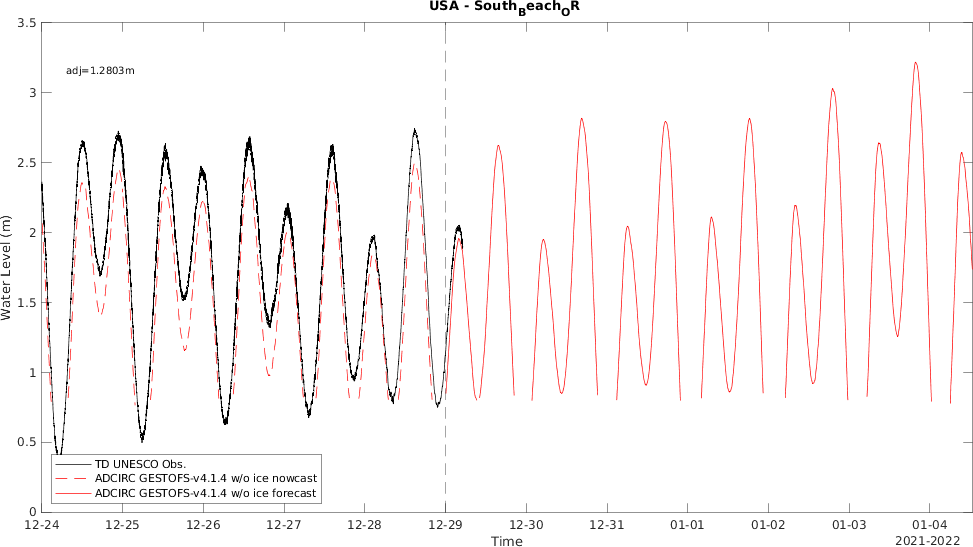 USA - SouthBeachOR
3.5
adj=1.2803m
3
2.5
2
Water Level (m)
1.5
1
0.5
0
TD UNESCO Obs.
ADCIRC GESTOFS-v4.1.4 w/o ice nowcast
ADCIRC GESTOFS-v4.1.4 w/o ice forecast
12-24 12-25 12-26 12-27 12-28 12-29 12-30 12-31 01-01 01-02 01-03 01-04
Time
2021-2022